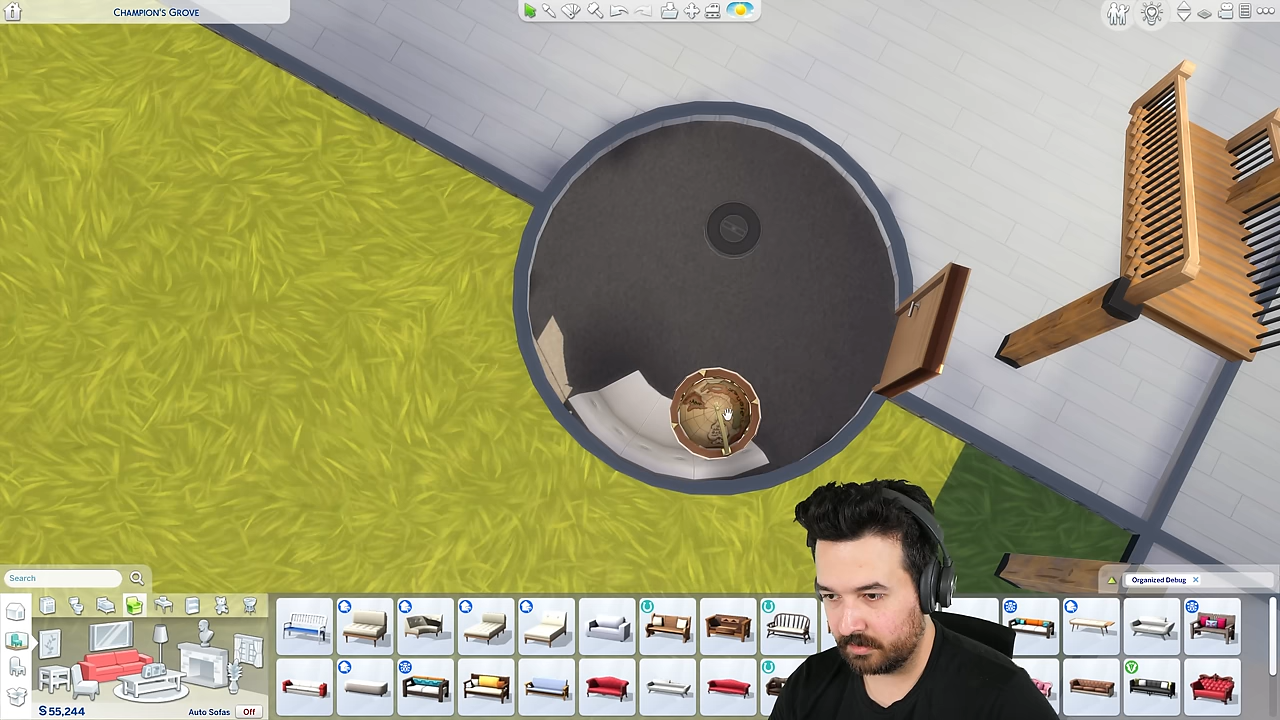 CHAMPION'S GROVE
Search
Organized Debug
§55,244
Auto Sofas
Off